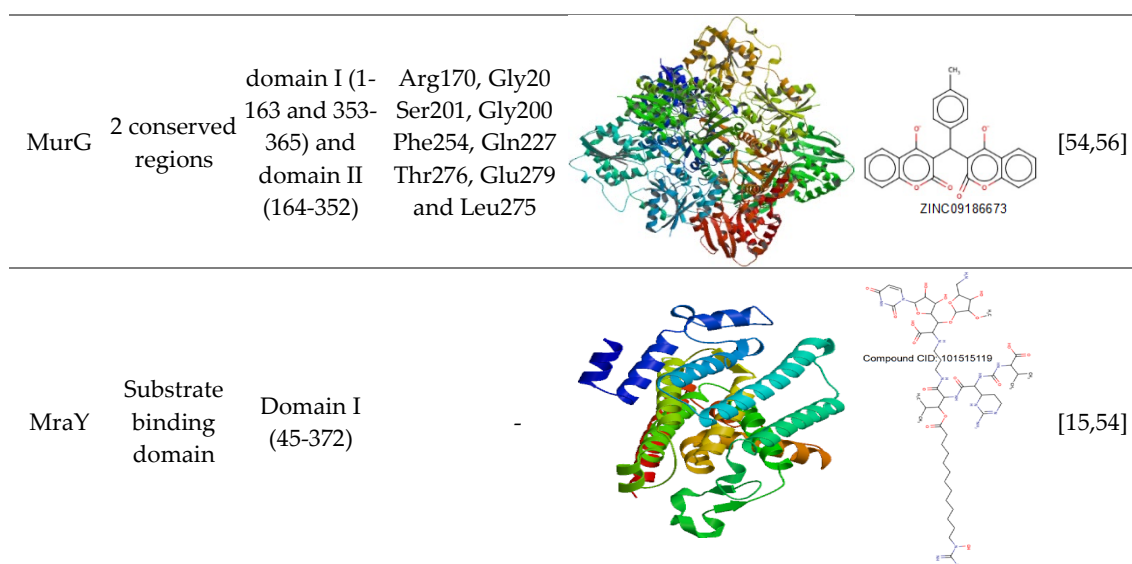 MurG
2 conserved
regions
domain I (1-
163 and 353-
365) and
domain II
(164-352)
Arg170, Gly20
Ser201, Gly200
Phe254, Gln227
Thr276, Glu279
and Leu275
CH₃
O⁻ O⁻
O O O O
ZINC09186673
[54,56]
MraY
Substrate
binding
domain
Domain I
(45-372)
-
Compound CID: 101515119
[15,54]